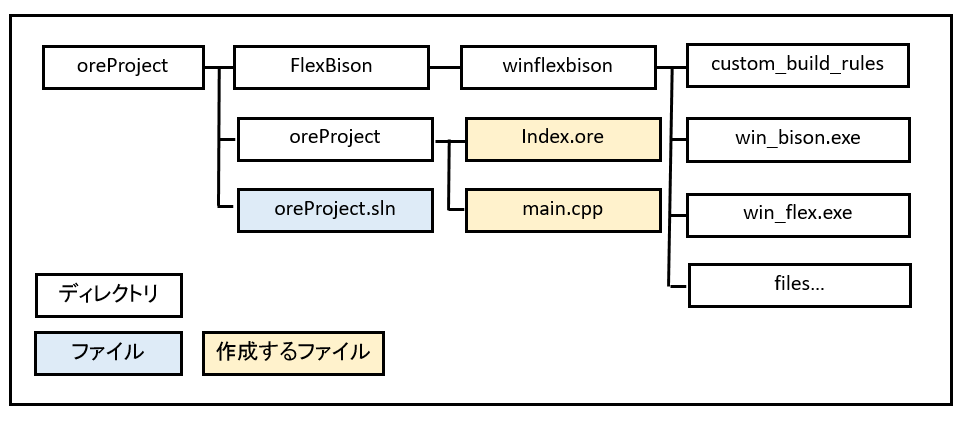 oreProject
FlexBison
winflexbison
custom_build_rules
oreProject
Index.ore
win_bison.exe
oreProject.sln
main.cpp
win_flex.exe
files...
ディレクトリ
ファイル
作成するファイル